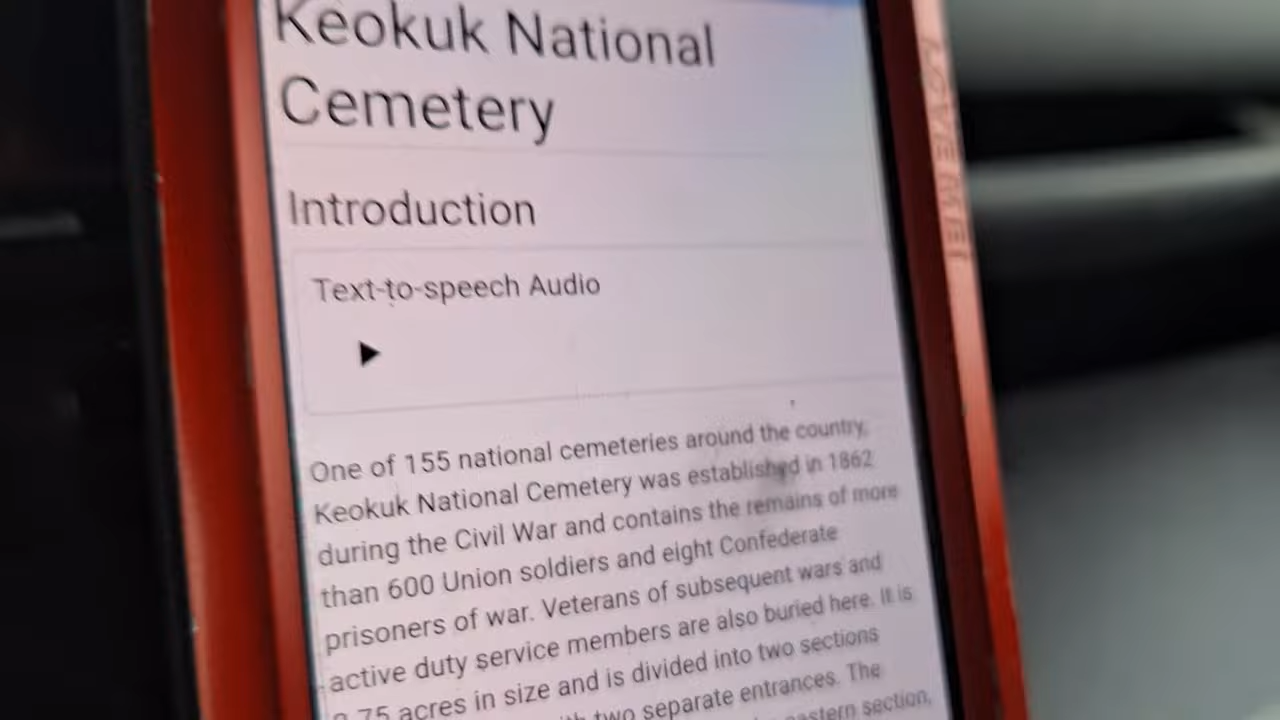 Keokuk National
Cemetery
Introduction
Text-to-speech Audio
One of 155 national cemeteries around the country,
Keokuk National Cemetery was established in 1862
during the Civil War and contains the remains of more
than 600 Union soldiers and eight Confederate
prisoners of war. Veterans of subsequent wars and
active duty service members are also buried here. It is
75 acres in size and is divided into two sections
two separate entrances. The
eastern section,